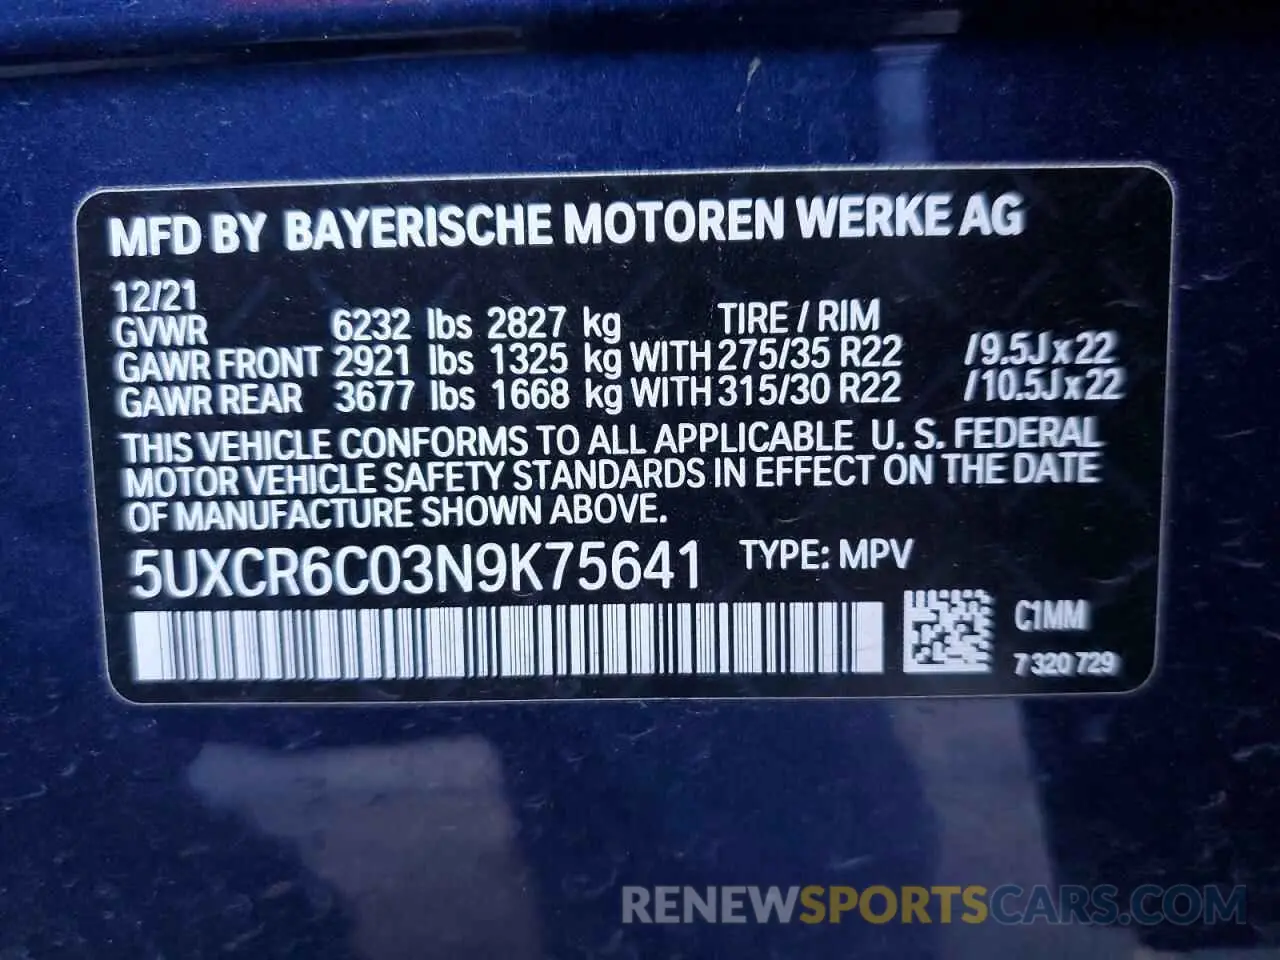 MFD BY BAYERISCHE MOTOREN WERKE AG
12/21
GVWR 6232 lbs 2827 kg TIRE / RIM
GAWR FRONT 2921 lbs 1325 kg WITH 275/35 R22 /9.5J x 22
GAWR REAR 3677 lbs 1668 kg WITH 315/30 R22 /10.5J x 22
THIS VEHICLE CONFORMS TO ALL APPLICABLE U. S. FEDERAL
MOTOR VEHICLE SAFETY STANDARDS IN EFFECT ON THE DATE
OF MANUFACTURE SHOWN ABOVE.
5UXCR6C03N9K75641 TYPE: MPV
C1MM
7 320 729
RENEWSPORTSCARS.COM